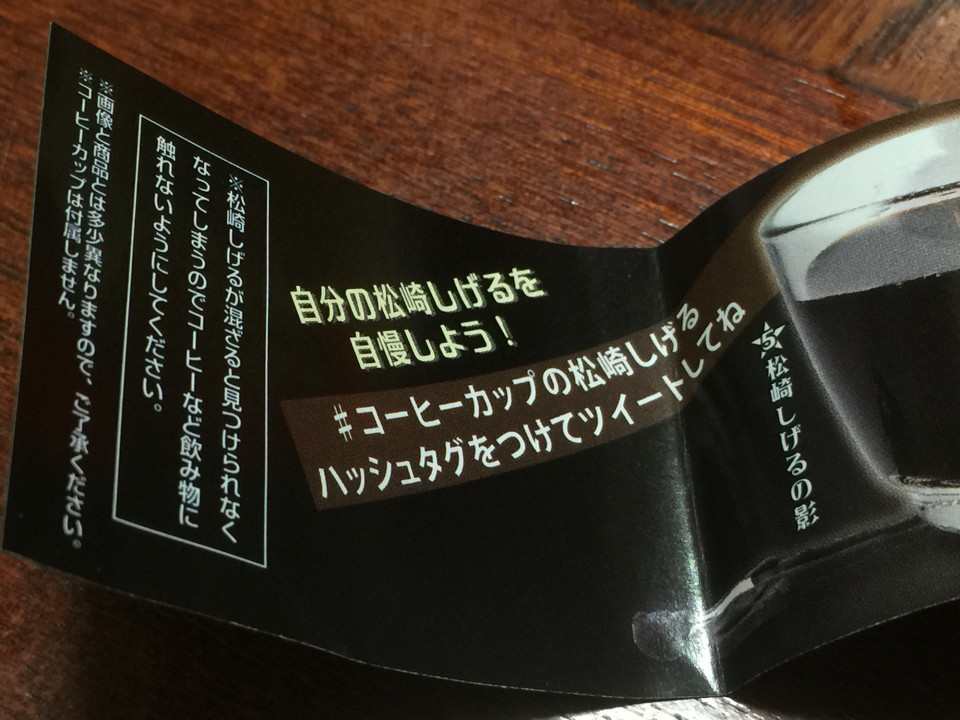 ☆5 松崎しげるの影
自分の松崎しげるを
自慢しよう！
#コーヒーカップの松崎しげる
ハッシュタグをつけてツイートしてね
※松崎しげるが混ざると見つけられなく
なってしまうのでコーヒーなど飲み物に
触れないようにしてください。
※画像と商品とは多少異なりますので、ご了承ください。
※コーヒーカップは付属しません。